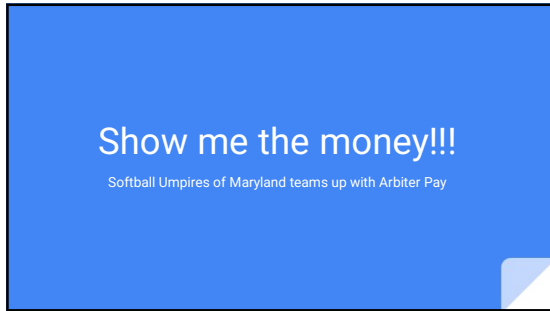 Show me the money!!!
Softball Umpires of Maryland teams up with Arbiter Pay